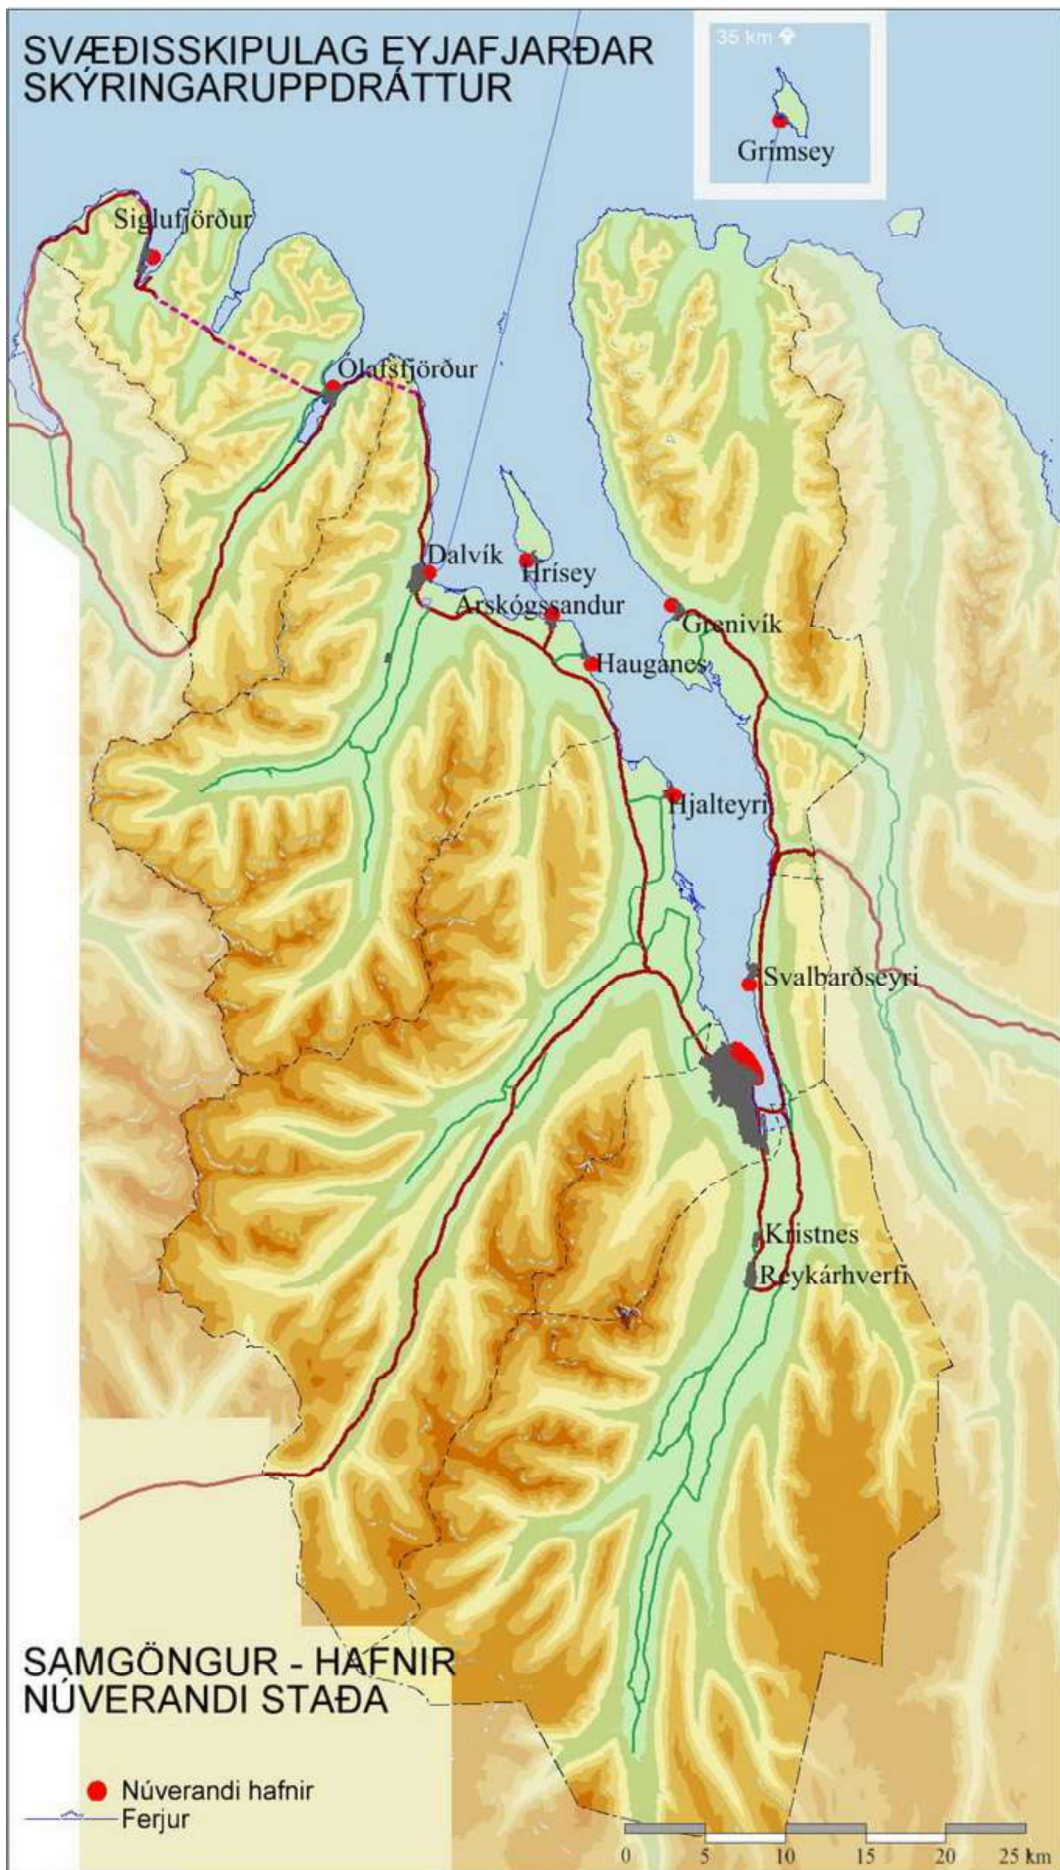 SVÆÐISSKIPULAG EYJAFJARÐAR
SKÝRINGARUPPDRÁTTUR
35 km
Grímsey
Siglufjörður
Ólafsfjörður
Dalvík
Hrísey
Arskógssandur
Grenivík
Hauganes
Hjalteyri
Svalbarðseyri
Kristnes
Reykárhverfi
SAMGÖNGUR - HAFNIR
NÚVERANDI STAÐA
Núverandi hafnir
Ferjur
0 5 10 15 20 25 km